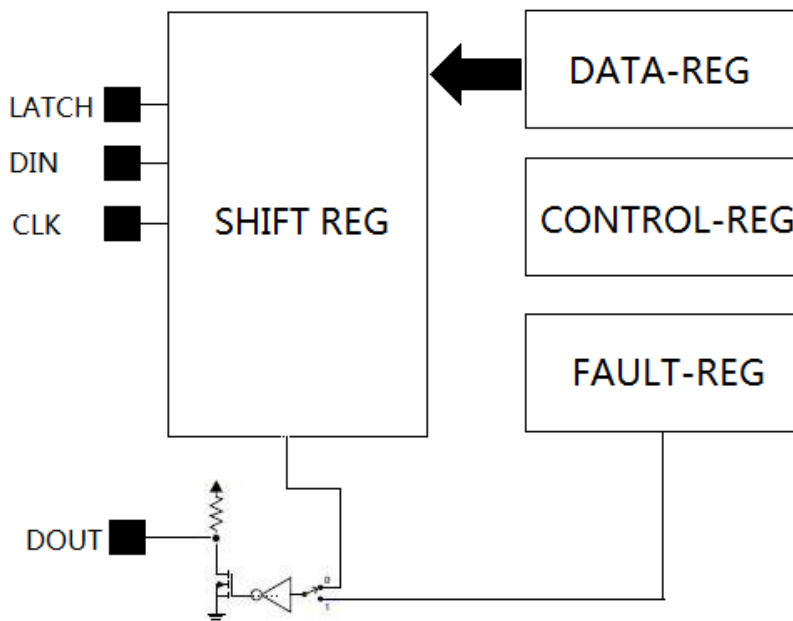 DATA-REG
LATCH
DIN
CLK
SHIFT REG
CONTROL-REG
FAULT-REG
DOUT
0
1